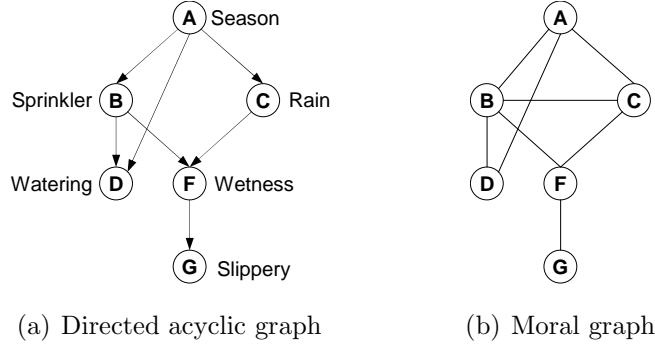 A Season A
Sprinkler B C Rain B C
Watering D F Wetness D F
G Slippery G
(a) Directed acyclic graph (b) Moral graph